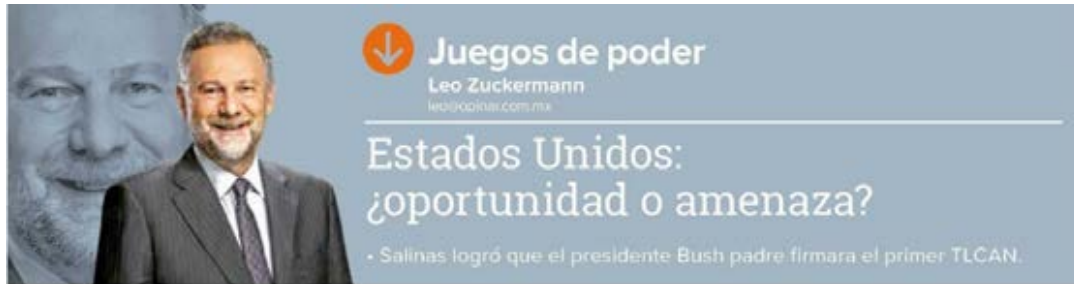 Juegos de poder
Leo Zuckermann
leo@opinar.com.mx
Estados Unidos:
¿oportunidad o amenaza?
• Salinas logró que el presidente Bush padre firmara el primer TLCAN.